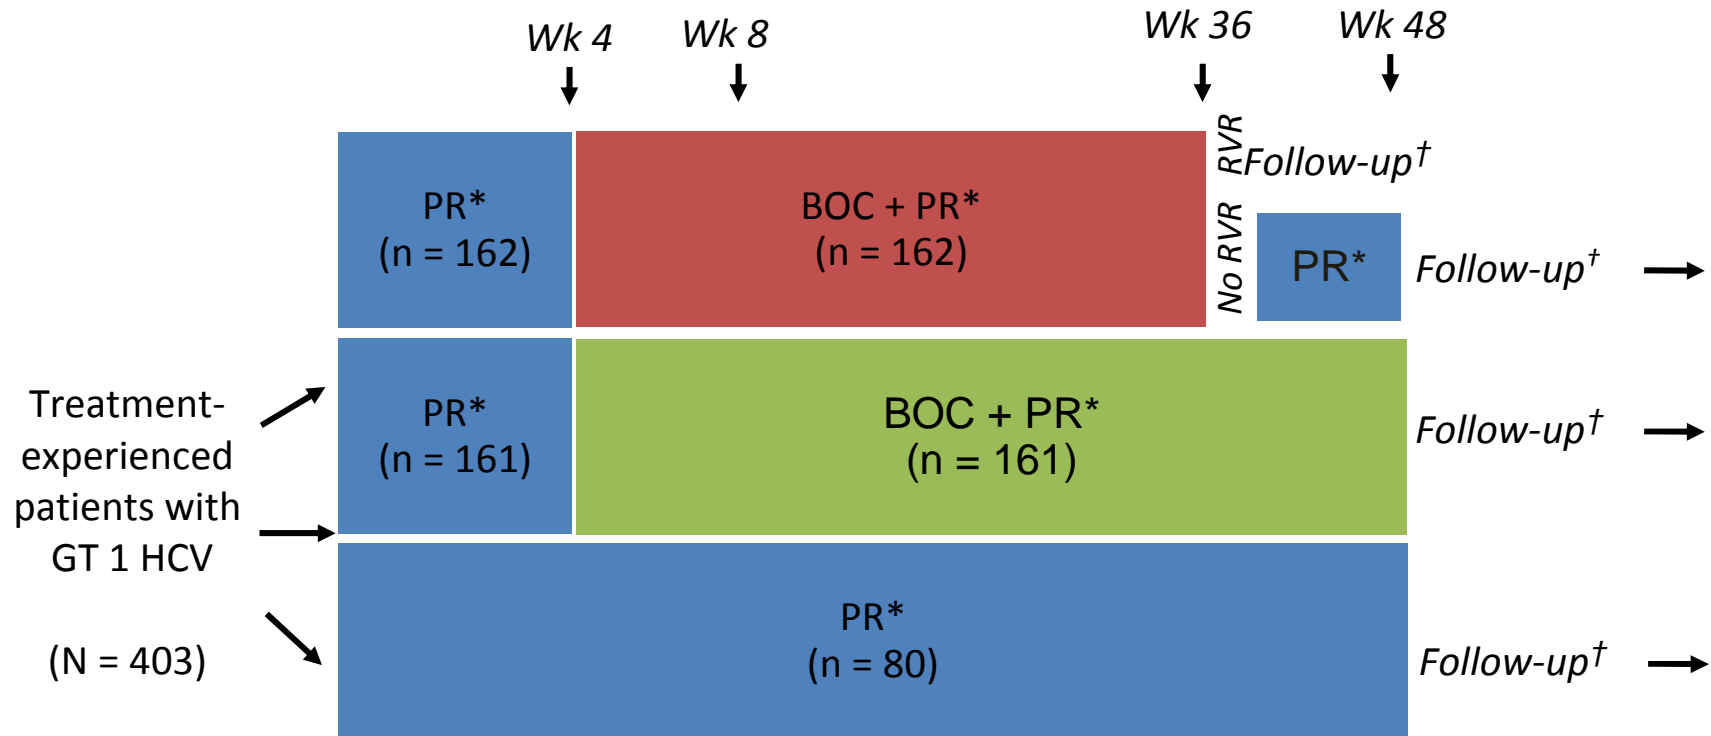 Wk 4
Wk 8
Wk 36
Wk 48
PR*
(n = 162)
BOC + PR*
(n = 162)
RVR
Follow-up†
No RVR
PR*
Follow-up†
Treatment-
experienced
patients with
GT 1 HCV
(N = 403)
PR*
(n = 161)
BOC + PR*
(n = 161)
Follow-up†
PR*
(n = 80)
Follow-up†